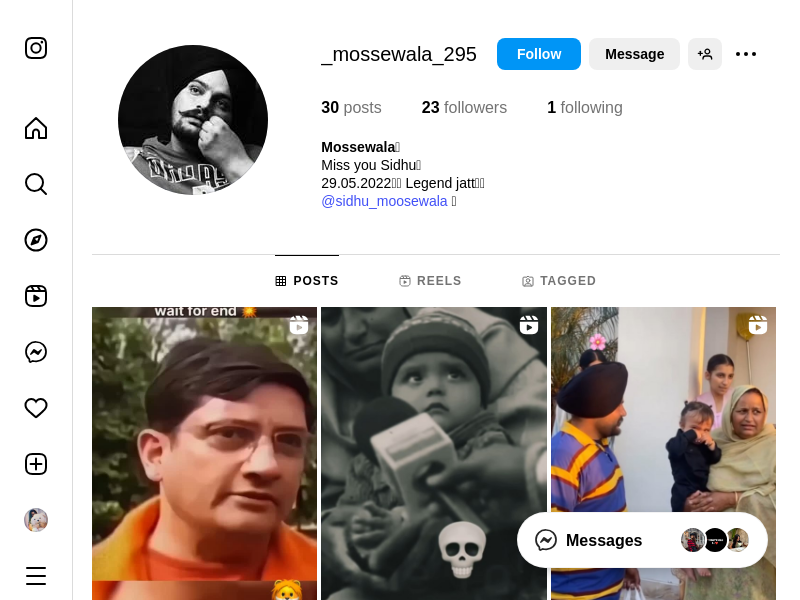 _mossewala_295
Follow
Message
30 posts
23 followers
1 following
Mossewala
Miss you Sidhu
29.05.2022 Legend jatt
@sidhu_moosewala
POSTS
REELS
TAGGED
wait for end
Messages